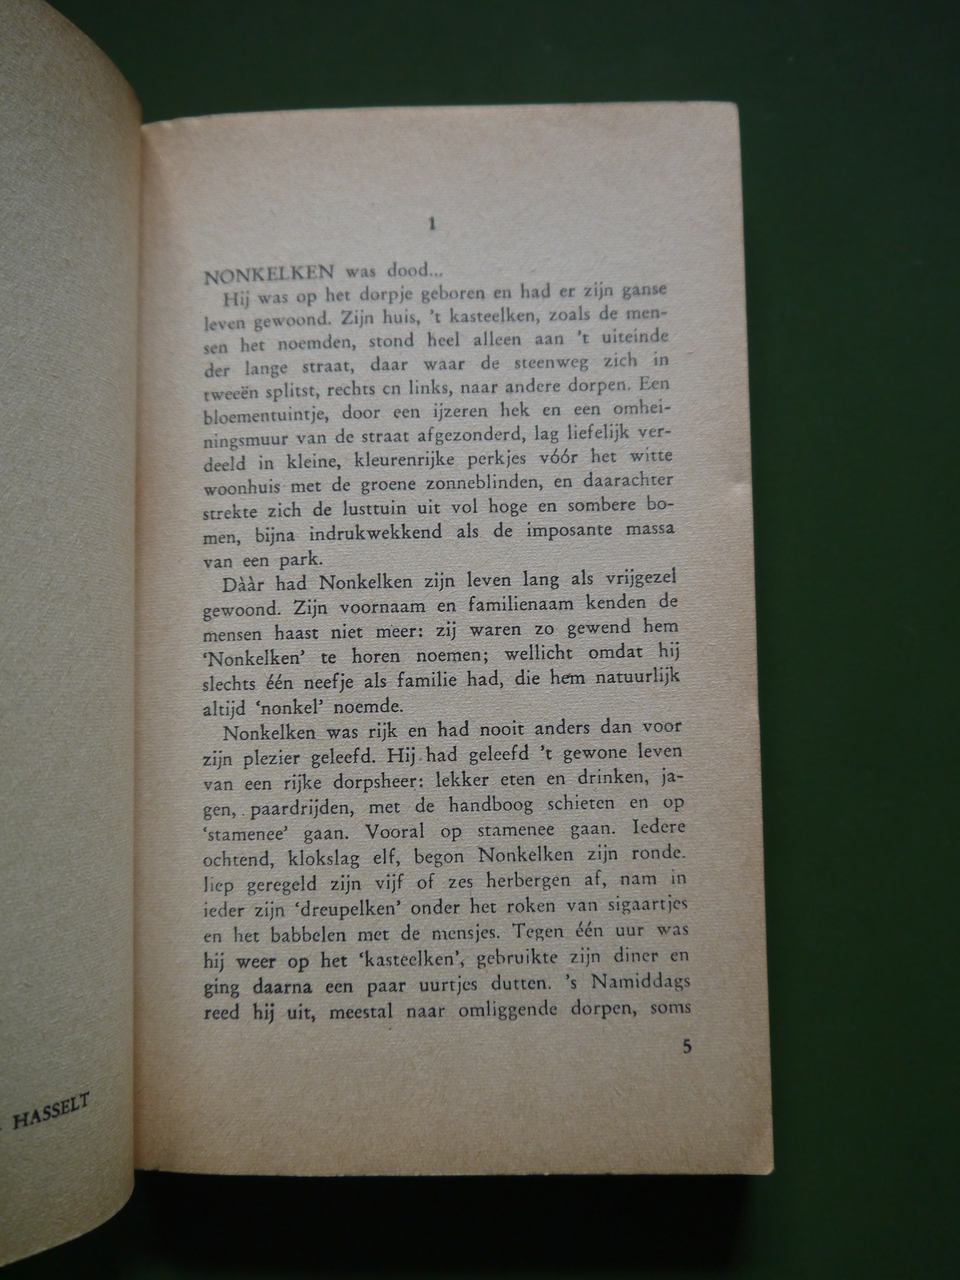 HASSELT
1
NONKELKEN was dood...
Hij was op het dorpje geboren en had er zijn ganse
leven gewoond. Zijn huis, 't kasteelken, zoals de men-
sen het noemden, stond heel alleen aan 't uiteinde
der lange straat, daar waar de steenweg zich in
tweeën splitst, rechts en links, naar andere dorpen. Een
bloementuintje, door een ijzeren hek en een omhei-
ningsmuur van de straat afgezonderd, lag liefelijk ver-
deeld in kleine, kleurenrijke perkjes vóór het witte
woonhuis met de groene zonneblinden, en daarachter
strekte zich de lusttuin uit vol hoge en sombere bo-
men, bijna indrukwekkend als de imposante massa
van een park.
Dààr had Nonkelken zijn leven lang als vrijgezel
gewoond. Zijn voornaam en familienaam kenden de
mensen haast niet meer: zij waren zo gewend hem
'Nonkelken' te horen noemen; wellicht omdat hij
slechts één neefje als familie had, die hem natuurlijk
altijd 'nonkel' noemde.
Nonkelken was rijk en had nooit anders dan voor
zijn plezier geleefd. Hij had geleefd 't gewone leven
van een rijke dorpsheer: lekker eten en drinken, ja-
gen, paardrijden, met de handboog schieten en op
'stamenee' gaan. Vooral op stamenee gaan. Iedere
ochtend, klokslag elf, begon Nonkelken zijn ronde.
liep geregeld zijn vijf of zes herbergen af, nam in
ieder zijn 'dreupelken' onder het roken van sigaartjes
en het babbelen met de mensjes. Tegen één uur was
hij weer op het 'kasteelken', gebruikte zijn diner en
ging daarna een paar uurtjes dutten. 's Namiddags
reed hij uit, meestal naar omliggende dorpen, soms
5